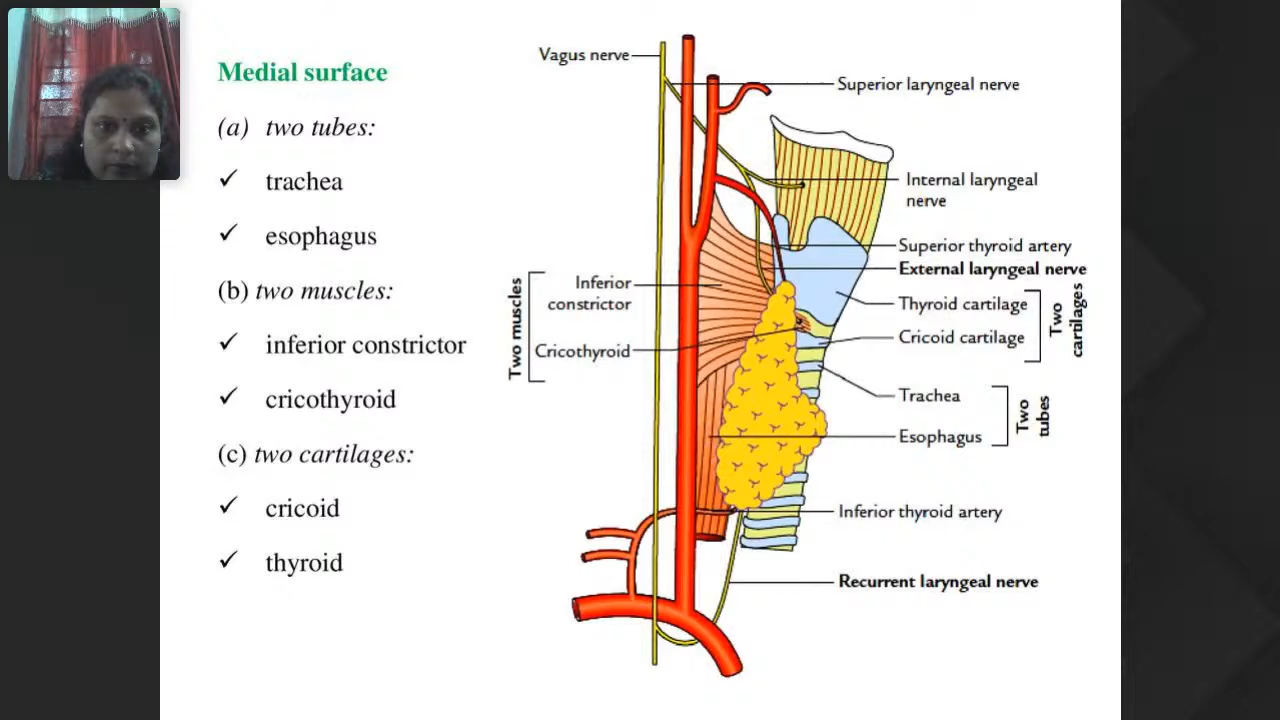 Medial surface
(a) two tubes:
✓ trachea
✓ esophagus
(b) two muscles:
✓ inferior constrictor
✓ cricothyroid
(c) two cartilages:
✓ cricoid
✓ thyroid
Vagus nerve
Superior laryngeal nerve
Internal laryngeal
nerve
Superior thyroid artery
External laryngeal nerve
Thyroid cartilage
Cricoid cartilage
Two
cartilages
Trachea
Esophagus
Two
tubes
Inferior
constrictor
Cricothyroid
Two muscles
Inferior thyroid artery
Recurrent laryngeal nerve